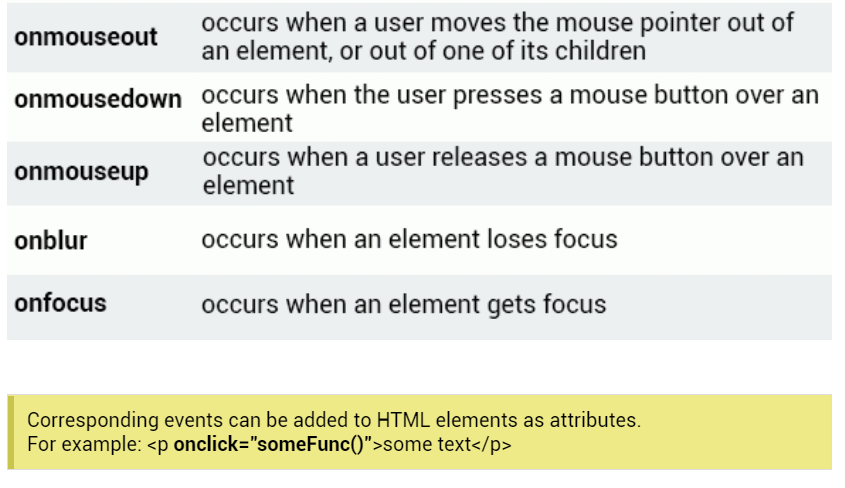 onmouseout occurs when a user moves the mouse pointer out of
an element, or out of one of its children
onmousedown occurs when the user presses a mouse button over an
element
onmouseup occurs when a user releases a mouse button over an
element
onblur occurs when an element loses focus
onfocus occurs when an element gets focus
Corresponding events can be added to HTML elements as attributes.
For example: <p onclick="someFunc()">some text</p>